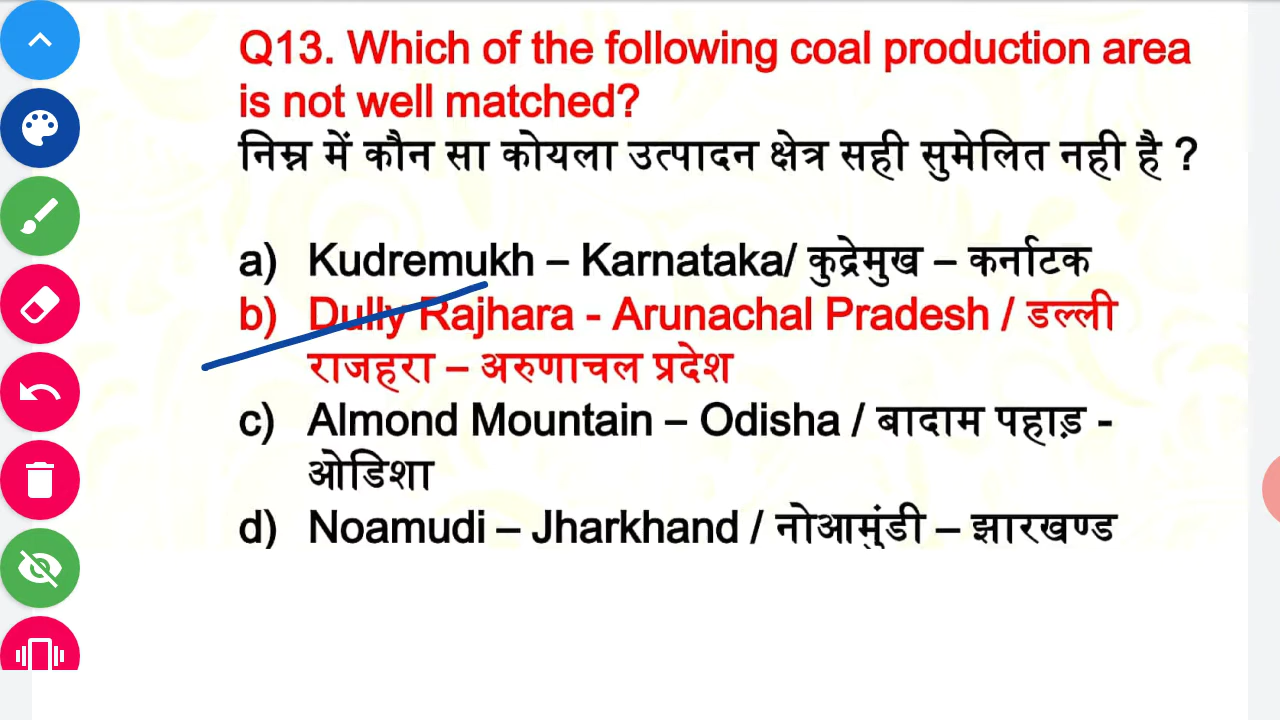 Q13. Which of the following coal production area
is not well matched?
निम्न में कौन सा कोयला उत्पादन क्षेत्र सही सुमेलित नही है ?
a) Kudremukh – Karnataka/ कुद्रेमुख – कर्नाटक
b) Dully Rajhara - Arunachal Pradesh / डल्ली
राजहरा – अरुणाचल प्रदेश
c) Almond Mountain – Odisha / बादाम पहाड़ -
ओडिशा
d) Noamudi – Jharkhand / नोआमुंडी – झारखण्ड